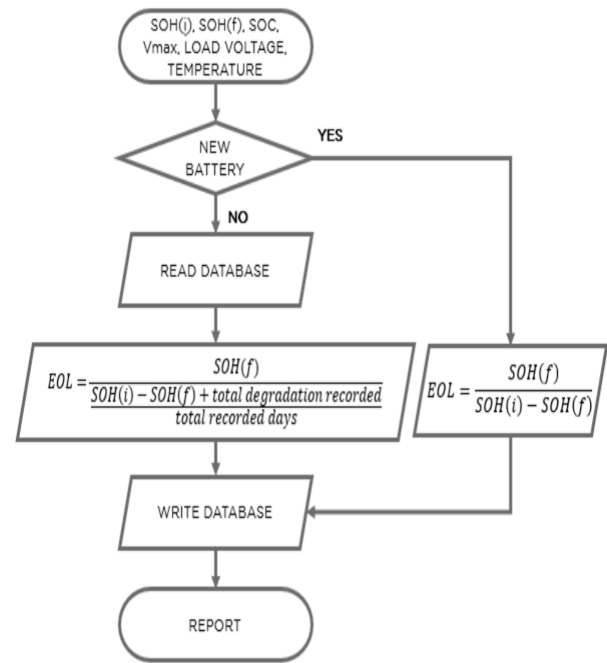 SOH(i), SOH(f), SOC,
Vmax, LOAD VOLTAGE,
TEMPERATURE
YES
NEW
BATTERY
NO
READ DATABASE
EOL = SOH(f)
SOH(i) − SOH(f) + total degradation recorded
total recorded days
EOL = SOH(f)
SOH(i) − SOH(f)
WRITE DATABASE
REPORT